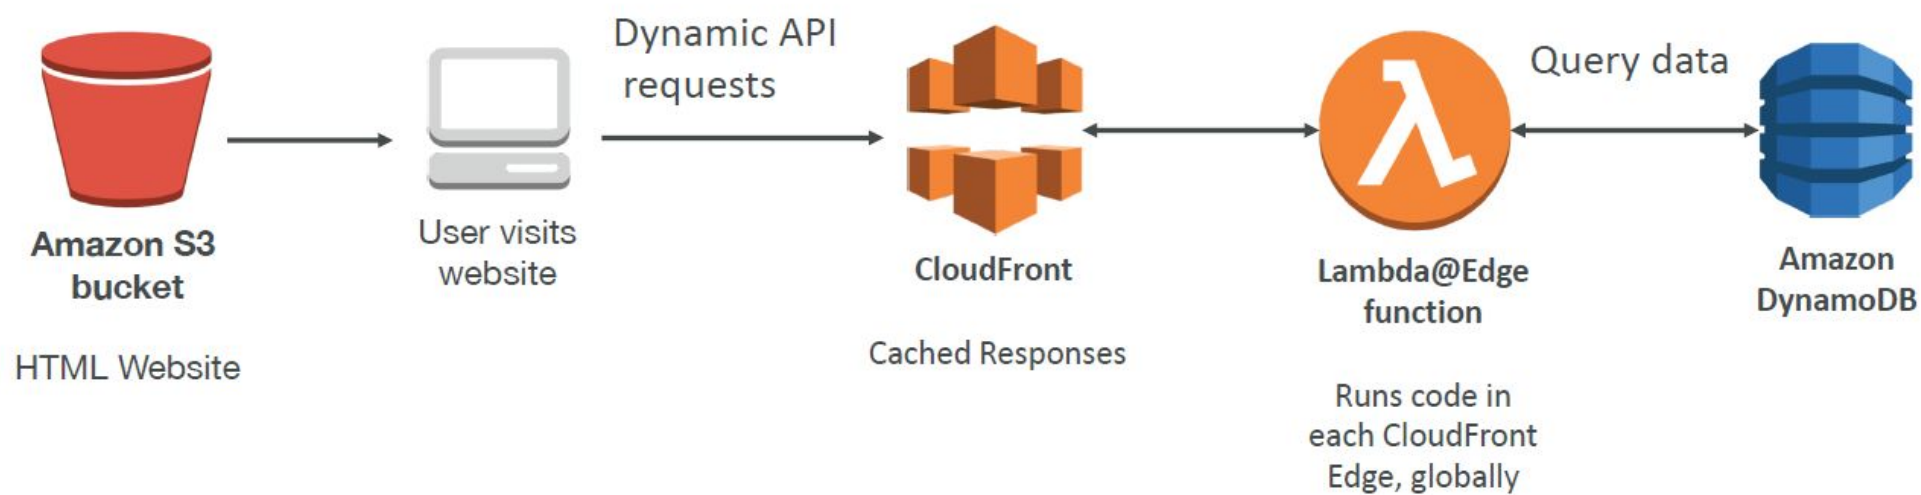 Dynamic API
requests
Query data
Amazon S3
bucket
HTML Website
User visits
website
CloudFront
Cached Responses
Lambda@Edge
function
Runs code in
each CloudFront
Edge, globally
Amazon
DynamoDB